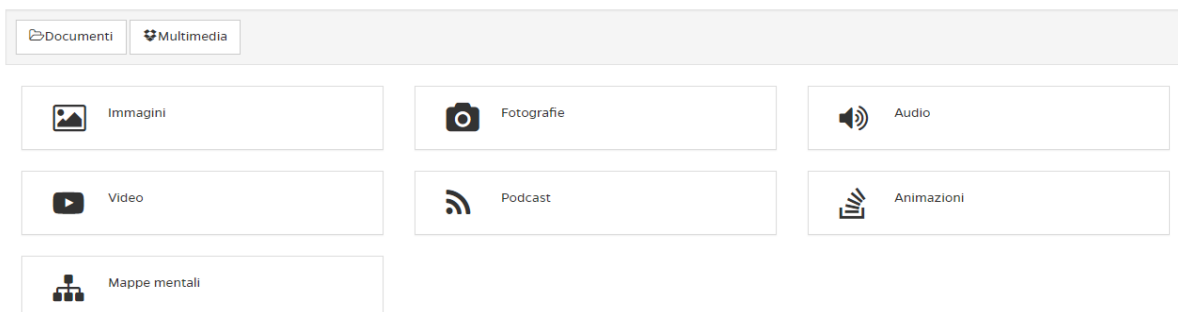 Documenti Multimedia
Immagini Fotografie Audio
Video Podcast Animazioni
Mappe mentali